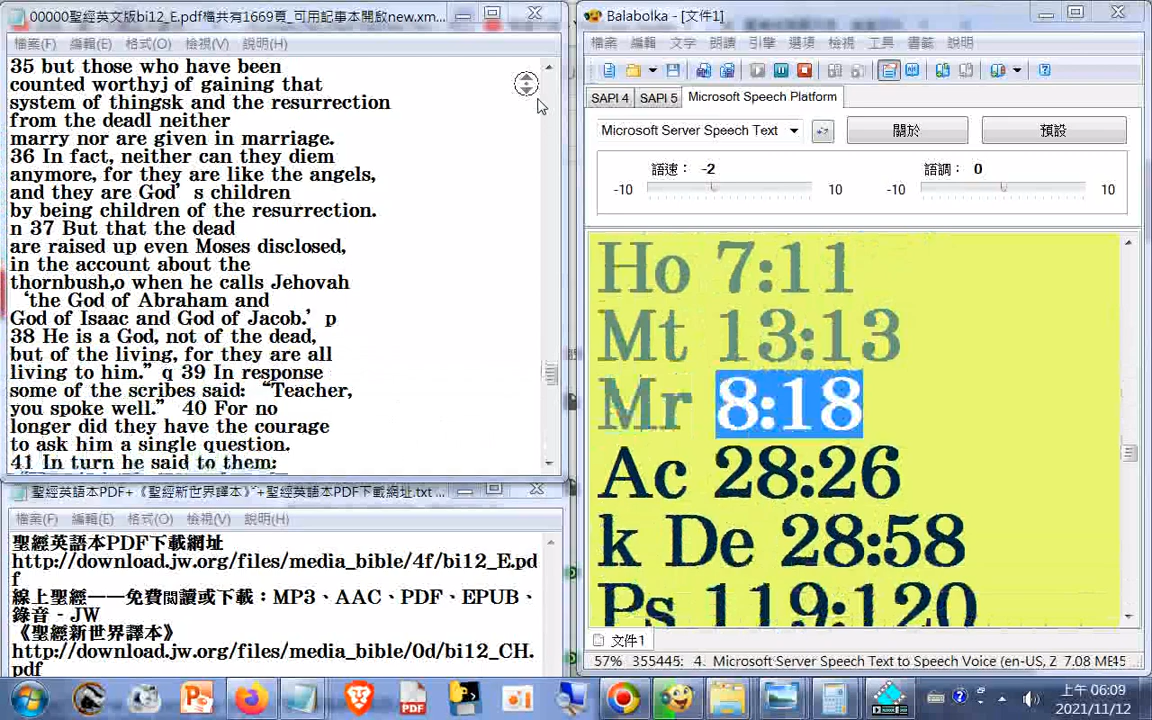 00000聖經英文版bi12_E.pdf檔共有1669頁_可用記事本開啟new.xm...
檔案(F) 編輯(E) 格式(O) 檢視(V) 說明(H)
35 but those who have been
counted worthyj of gaining that
system of thingsk and the resurrection
from the deadl neither
marry nor are given in marriage.
36 In fact, neither can they diem
anymore, for they are like the angels,
and they are God’s children
by being children of the resurrection.
n 37 But that the dead
are raised up even Moses disclosed,
in the account about the
thornbush,o when he calls Jehovah
‘the God of Abraham and
God of Isaac and God of Jacob.’ p
38 He is a God, not of the dead,
but of the living, for they are all
living to him.”q 39 In response
some of the scribes said: “Teacher,
you spoke well.” 40 For no
longer did they have the courage
to ask him a single question.
41 In turn he said to them:
聖經英語本PDF+《聖經新世界譯本》+聖經英語本PDF下載網址.txt ...
檔案(F) 編輯(E) 格式(O) 檢視(V) 說明(H)
聖經英語本PDF下載網址
http://download.jw.org/files/media_bible/4f/bi12_E.pd
f
線上聖經——免費閱讀或下載：MP3、AAC、PDF、EPUB、
錄音 - JW
《聖經新世界譯本》
http://download.jw.org/files/media_bible/0d/bi12_CH.
pdf
Balabolka - [文件1]
檔案 編輯 文字 朗讀 引擎 選項 檢視 工具 書籤 說明
SAPI 4 SAPI 5 Microsoft Speech Platform
Microsoft Server Speech Text 關於 預設
語速： -2 語調： 0
-10 10 -10 10
Ho 7:11
Mt 13:13
Mr 8:18
Ac 28:26
k De 28:58
Ps 119:120
文件1
57% 355445: 4. Microsoft Server Speech Text to Speech Voice (en-US, Z 7.08 ME45
上午 06:09
2021/11/12